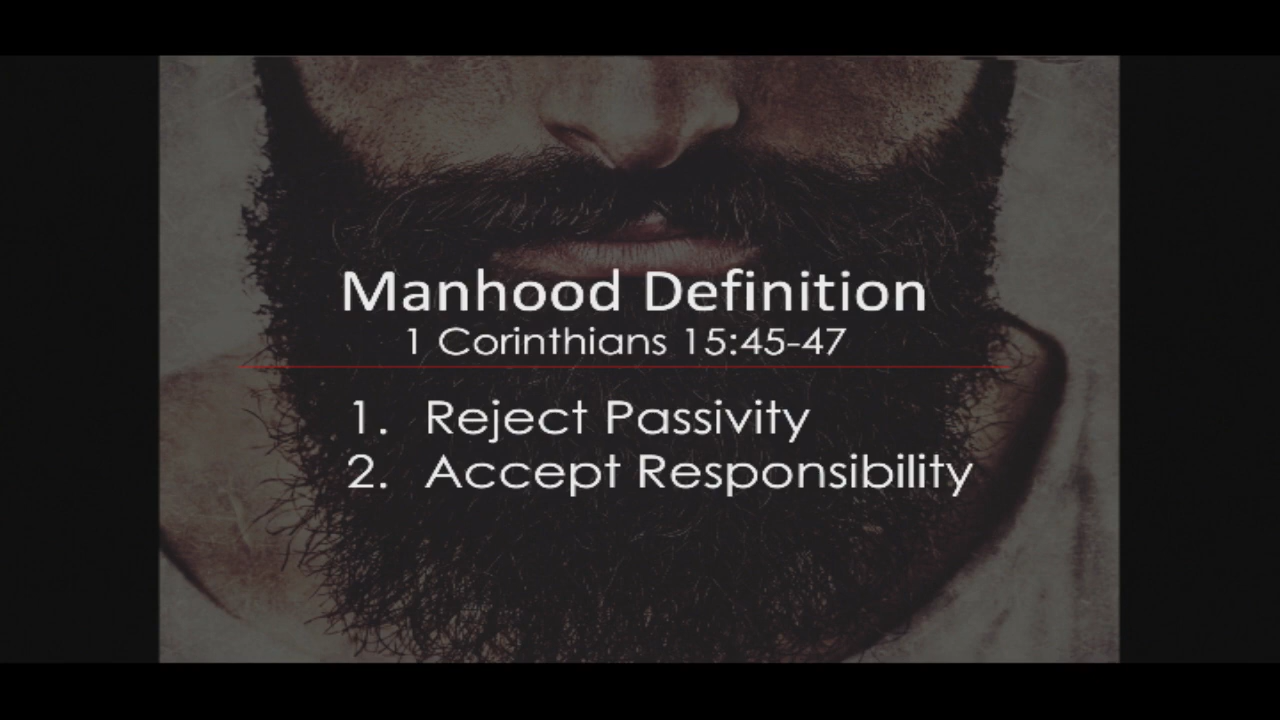 Manhood Definition
1 Corinthians 15:45-47
1. Reject Passivity
2. Accept Responsibility